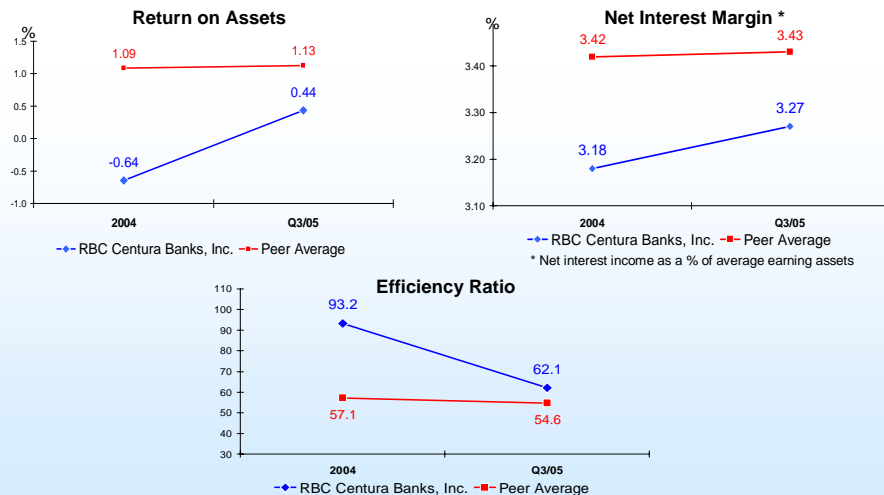 Return on Assets
%
1.5
1.0
0.5
0.0
-0.5
-1.0
1.09
1.13
0.44
-0.64
2004
Q3/05
RBC Centura Banks, Inc.
Peer Average
Net Interest Margin *
%
3.40
3.30
3.20
3.10
3.42
3.43
3.27
3.18
2004
Q3/05
RBC Centura Banks, Inc.
Peer Average
* Net interest income as a % of average earning assets
Efficiency Ratio
110
100
90
80
70
60
50
40
30
93.2
62.1
57.1
54.6
2004
Q3/05
RBC Centura Banks, Inc.
Peer Average